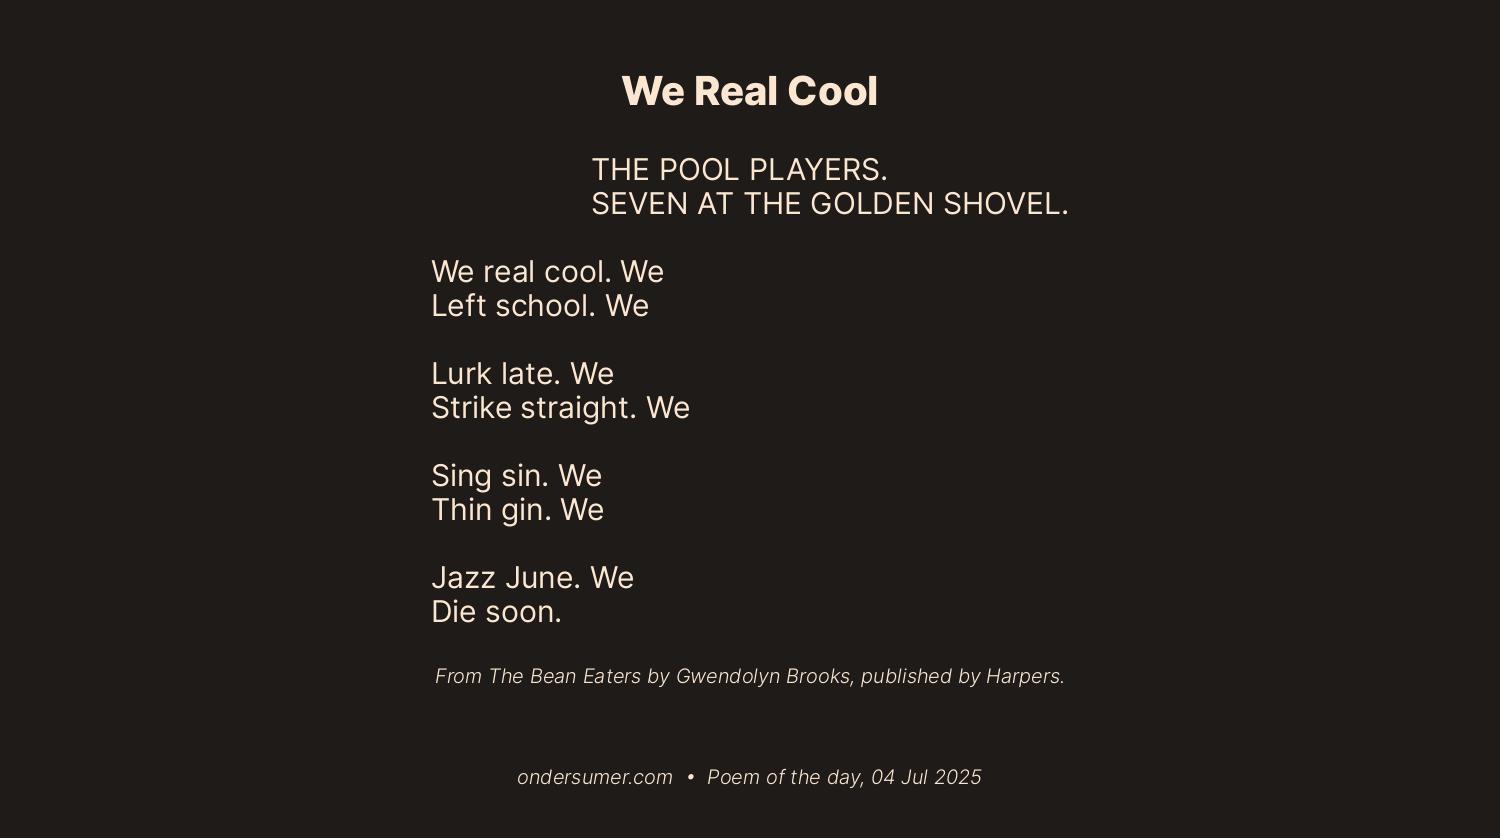 We Real Cool
THE POOL PLAYERS.
SEVEN AT THE GOLDEN SHOVEL.
We real cool. We
Left school. We
Lurk late. We
Strike straight. We
Sing sin. We
Thin gin. We
Jazz June. We
Die soon.
From The Bean Eaters by Gwendolyn Brooks, published by Harpers.
ondersumer.com • Poem of the day, 04 Jul 2025